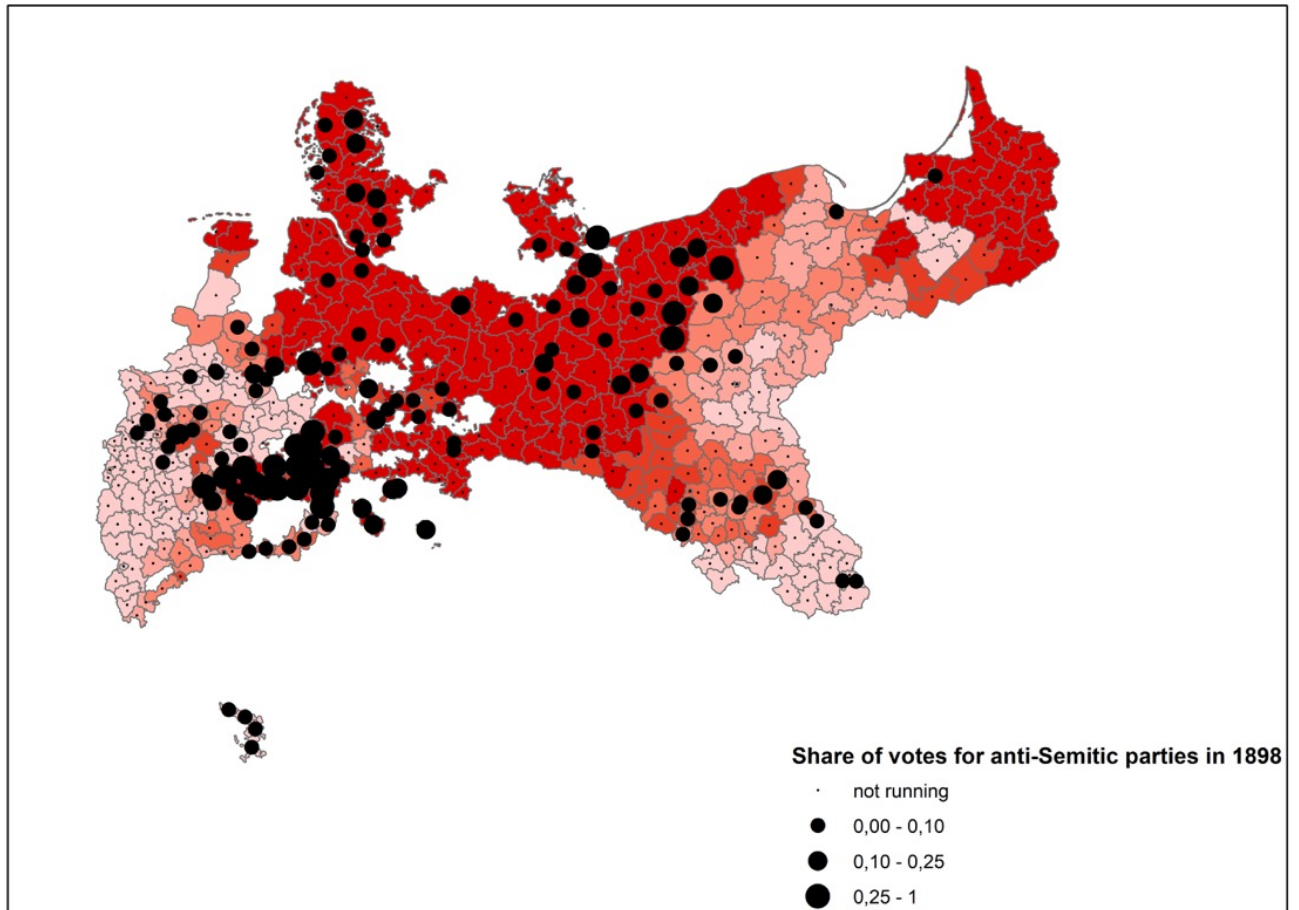 Share of votes for anti-Semitic parties in 1898
not running
0,00 - 0,10
0,10 - 0,25
0,25 - 1